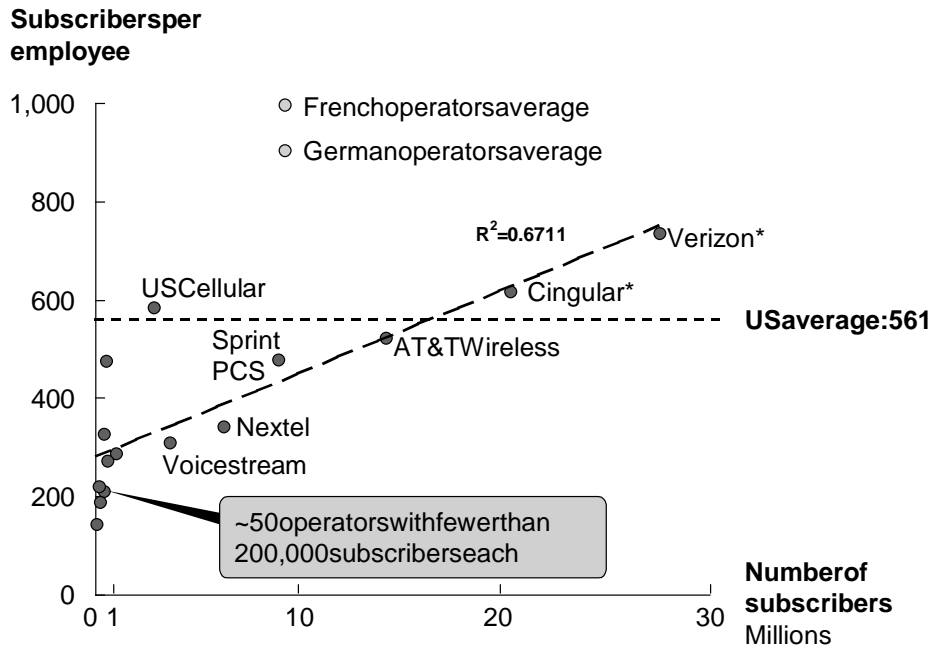 Subscribersper
employee
1,000
Frenchoperatorsaverage
Germanoperatorsaverage
800
R²=0.6711
Verizon*
USCellular
Cingular*
600
USaverage:561
Sprint
PCS
AT&TWireless
400
Nextel
Voicestream
200
~50operatorswithfewerthan
200,000subscriberseach
0
0 1 10 20 30
Numberof
subscribers
Millions